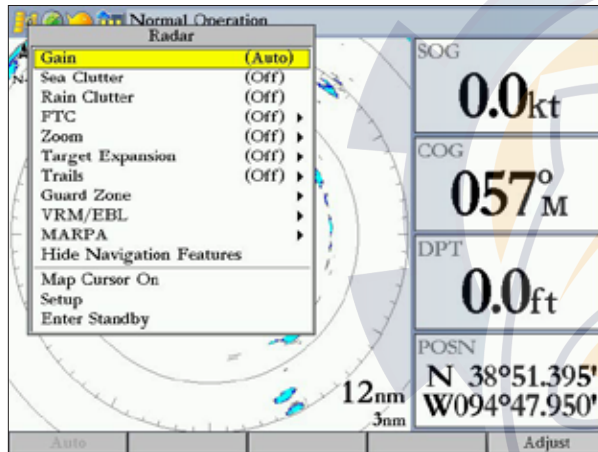 Normal Operation
Radar
Gain (Auto)
Sea Clutter (Off)
Rain Clutter (Off)
FTC (Off)
Zoom (Off)
Target Expansion (Off)
Trails (Off)
Guard Zone
VRM/EBL
MARPA
Hide Navigation Features
Map Cursor On
Setup
Enter Standby
SOG
0.0kt
COG
057°M
DPT
0.0ft
POSN
N 38°51.395'
W094°47.950'
12nm
3nm
Auto
Adjust